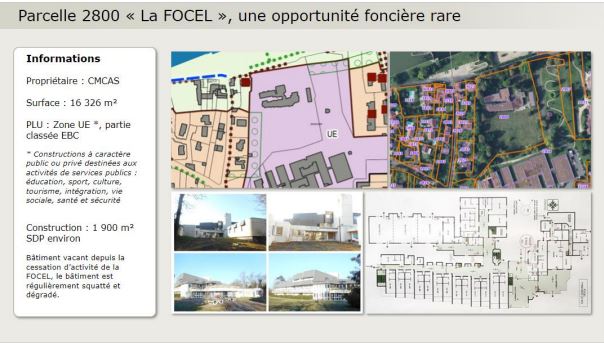 Parcelle 2800 « La FOCEL », une opportunité foncière rare
Informations
Propriétaire : CMCAS
Surface : 16 326 m²
PLU : Zone UE *, partie
classée EBC
* Constructions à caractère
public ou privé destinées aux
activités de services publics :
éducation, sport, culture,
tourisme, intégration, vie
sociale, santé et sécurité
Construction : 1 900 m²
SDP environ
Bâtiment vacant depuis la
cessation d'activité de la
FOCEL, le bâtiment est
régulièrement squatté et
dégradé.
UE